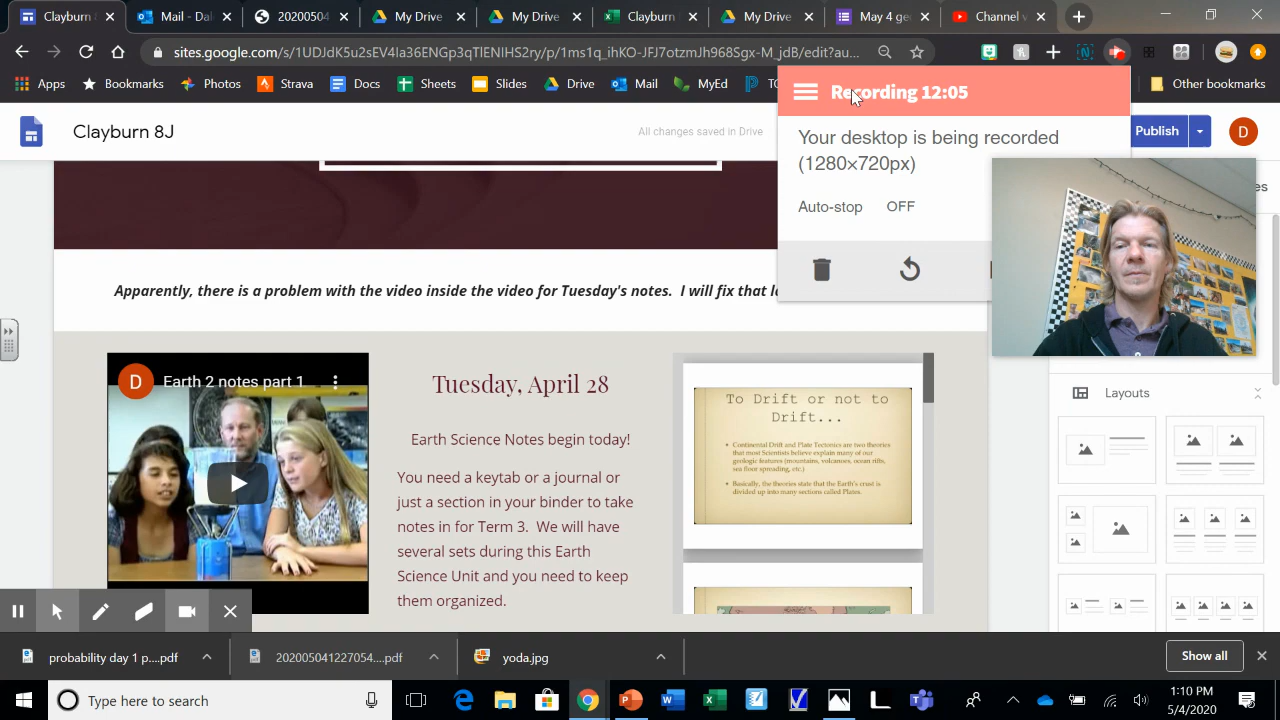 Clayburn
Mail - Dal
20200504
My Drive
My Drive
Clayburn
My Drive
May 4 ge
Channel v
sites.google.com/s/1UDJdK5u2sEV4Ia36ENGp3qTlENIHS2ry/p/1ms1q_ihKO-JFJ7otzmJh968Sgx-M_jdB/edit?au...
Apps
Bookmarks
Photos
Strava
Docs
Sheets
Slides
Drive
Mail
MyEd
Other bookmarks
Recording 12:05
Clayburn 8J
All changes saved in Drive
Publish
D
Your desktop is being recorded
(1280×720px)
Auto-stop OFF
Apparently, there is a problem with the video inside the video for Tuesday's notes. I will fix that
D Earth 2 notes part 1
Tuesday, April 28
Earth Science Notes begin today!
You need a keytab or a journal or
just a section in your binder to take
notes in for Term 3. We will have
several sets during this Earth
Science Unit and you need to keep
them organized.
To Drift or not to
Drift...
Continental Drift and Plate Tectonics are two theories
that most Scientists believe explain many of our
geologic features (mountains, volcanoes, ocean rifts,
sea floor spreading, etc.)
Basically, the theories state that the Earth's crust is
divided up into many sections called Plates.
Layouts
probability day 1 p....pdf
202005041227054....pdf
yoda.jpg
Show all
Type here to search
1:10 PM
5/4/2020